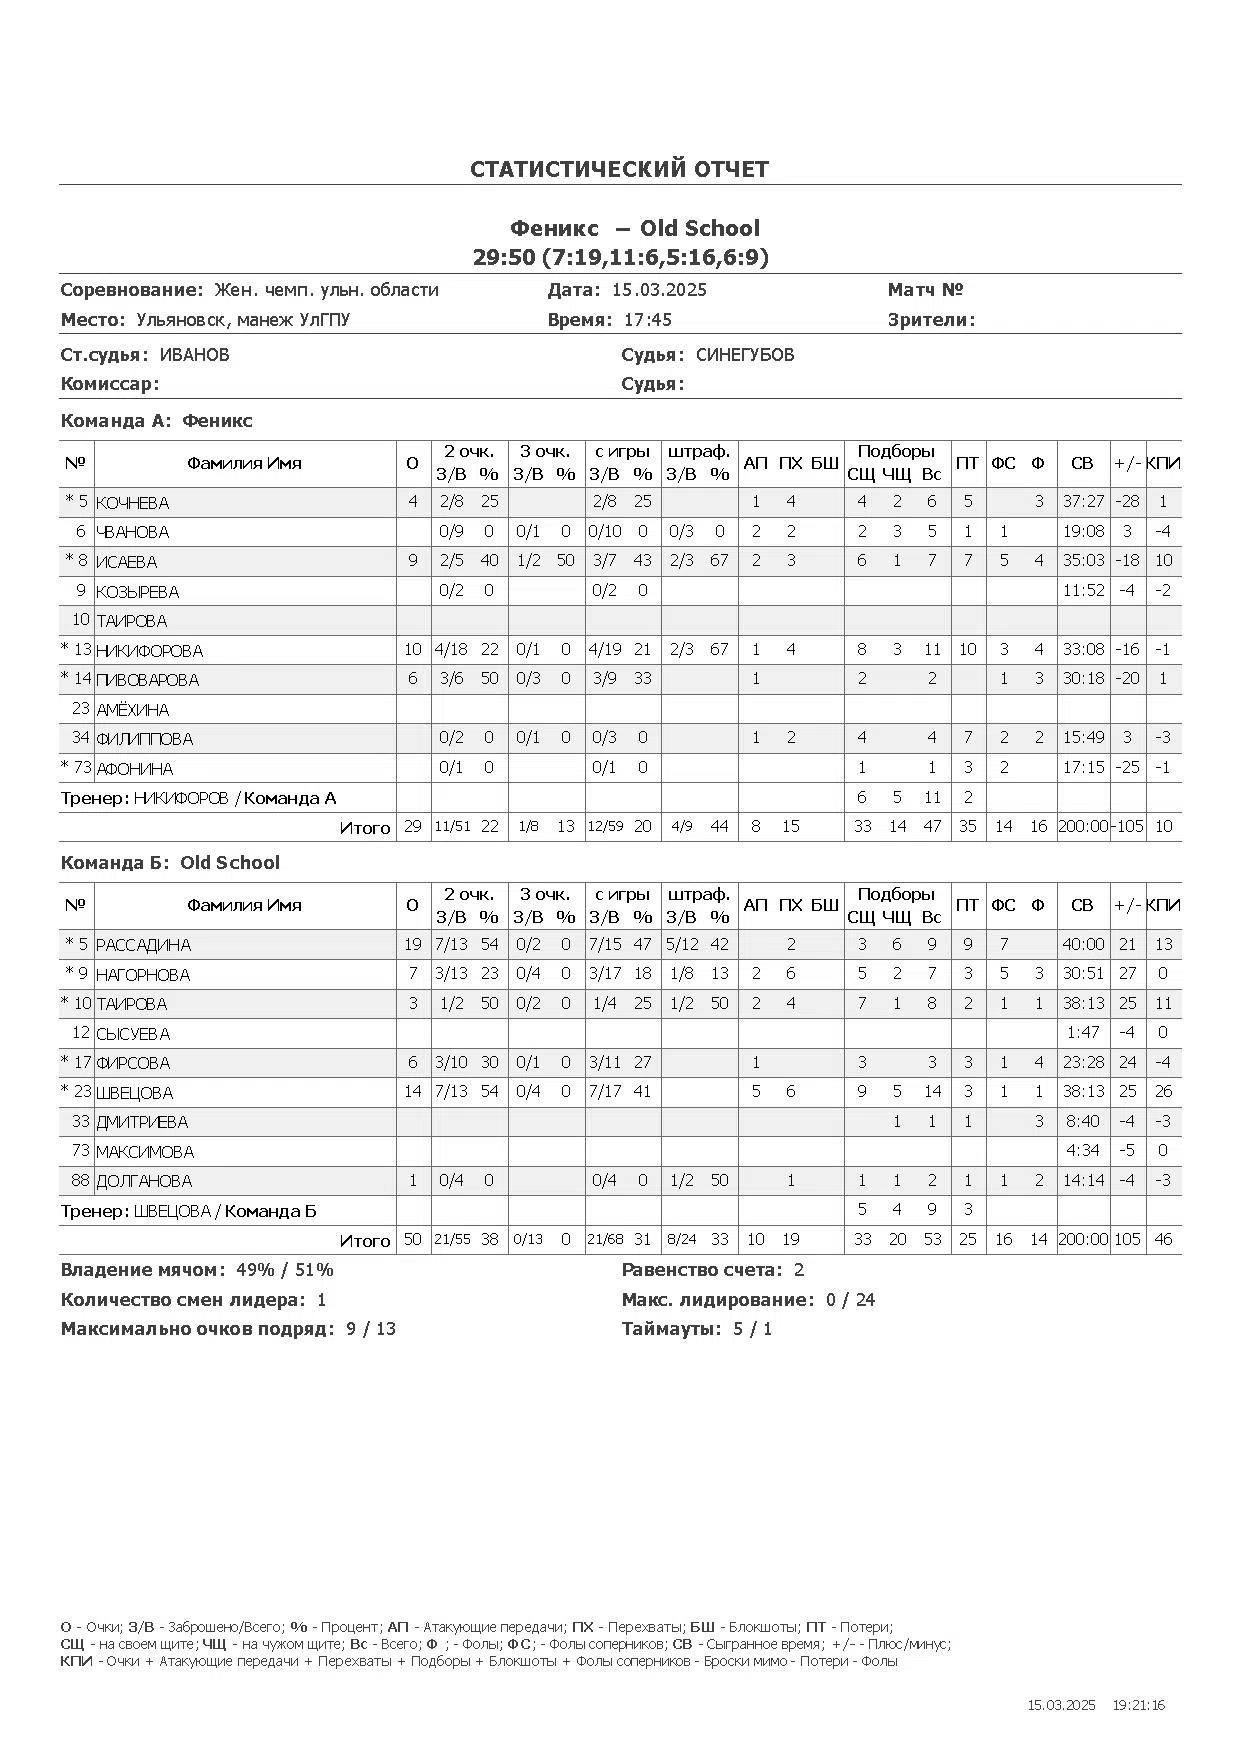 СТАТИСТИЧЕСКИЙ ОТЧЕТ
Феникс – Old School
29:50 (7:19,11:6,5:16,6:9)
Соревнование: Жен. чемп. ульн. области Дата: 15.03.2025 Матч №
Место: Ульяновск, манеж УлГПУ Время: 17:45 Зрители:
Ст.судья: ИВАНОВ Судья: СИНЕГУБОВ
Комиссар: Судья:
Команда А: Феникс
2 очк. 3 очк. с игры штраф. Подборы
№ Фамилия Имя О З/В % З/В % З/В % З/В % АП ПХ БШ СЩ ЧЩ Вс ПТ ФС Ф СВ +/- КПИ
* 5 КОЧНЕВА 4 2/8 25 2/8 25 1 4 4 2 6 5 3 37:27 -28 1
6 ЧВАНОВА 0/9 0 0/1 0 0/10 0 0/3 0 2 2 2 3 5 1 1 19:08 3 -4
* 8 ИСАЕВА 9 2/5 40 1/2 50 3/7 43 2/3 67 2 3 6 1 7 7 5 4 35:03 -18 10
9 КОЗЫРЕВА 0/2 0 0/2 0 11:52 -4 -2
10 ТАИРОВА
* 13 НИКИФОРОВА 10 4/18 22 0/1 0 4/19 21 2/3 67 1 4 8 3 11 10 3 4 33:08 -16 -1
* 14 ПИВОВАРОВА 6 3/6 50 0/3 0 3/9 33 1 2 2 1 3 30:18 -20 1
23 АМЁХИНА
34 ФИЛИППОВА 0/2 0 0/1 0 0/3 0 1 2 4 4 7 2 2 15:49 3 -3
* 73 АФОНИНА 0/1 0 0/1 0 1 1 3 2 17:15 -25 -1
Тренер: НИКИФОРОВ / Команда А 6 5 11 2
Итого 29 11/51 22 1/8 13 12/59 20 4/9 44 8 15 33 14 47 35 14 16 200:00 -105 10
Команда Б: Old School
2 очк. 3 очк. с игры штраф. Подборы
№ Фамилия Имя О З/В % З/В % З/В % З/В % АП ПХ БШ СЩ ЧЩ Вс ПТ ФС Ф СВ +/- КПИ
* 5 РАССАДИНА 19 7/13 54 0/2 0 7/15 47 5/12 42 2 3 6 9 9 7 40:00 21 13
* 9 НАГОРНОВА 7 3/13 23 0/4 0 3/17 18 1/8 13 2 6 5 2 7 3 5 3 30:51 27 0
* 10 ТАИРОВА 3 1/2 50 0/2 0 1/4 25 1/2 50 2 4 7 1 8 2 1 1 38:13 25 11
12 СЫСУЕВА 1:47 -4 0
* 17 ФИРСОВА 6 3/10 30 0/1 0 3/11 27 1 3 3 3 1 4 23:28 24 -4
* 23 ШВЕЦОВА 14 7/13 54 0/4 0 7/17 41 5 6 9 5 14 3 1 1 38:13 25 26
33 ДМИТРИЕВА 1 1 1 3 8:40 -4 -3
73 МАКСИМОВА 4:34 -5 0
88 ДОЛГАНОВА 1 0/4 0 0/4 0 1/2 50 1 1 1 2 1 1 2 14:14 -4 -3
Тренер: ШВЕЦОВА / Команда Б 5 4 9 3
Итого 50 21/55 38 0/13 0 21/68 31 8/24 33 10 19 33 20 53 25 16 14 200:00 105 46
Владение мячом: 49% / 51% Равенство счета: 2
Количество смен лидера: 1 Макс. лидирование: 0 / 24
Максимально очков подряд: 9 / 13 Таймауты: 5 / 1
О - Очки; З/В - Заброшено/Всего; % - Процент; АП - Атакующие передачи; ПХ - Перехваты; БШ - Блокшоты; ПТ - Потери;
СЩ - на своем щите; ЧЩ - на чужом щите; Вс - Всего; Ф ; - Фолы; ФС; - Фолы соперников; СВ - Сыгранное время; +/- - Плюс/минус;
КПИ - Очки + Атакующие передачи + Перехваты + Подборы + Блокшоты + Фолы соперников - Броски мимо - Потери - Фолы
15.03.2025 19:21:16